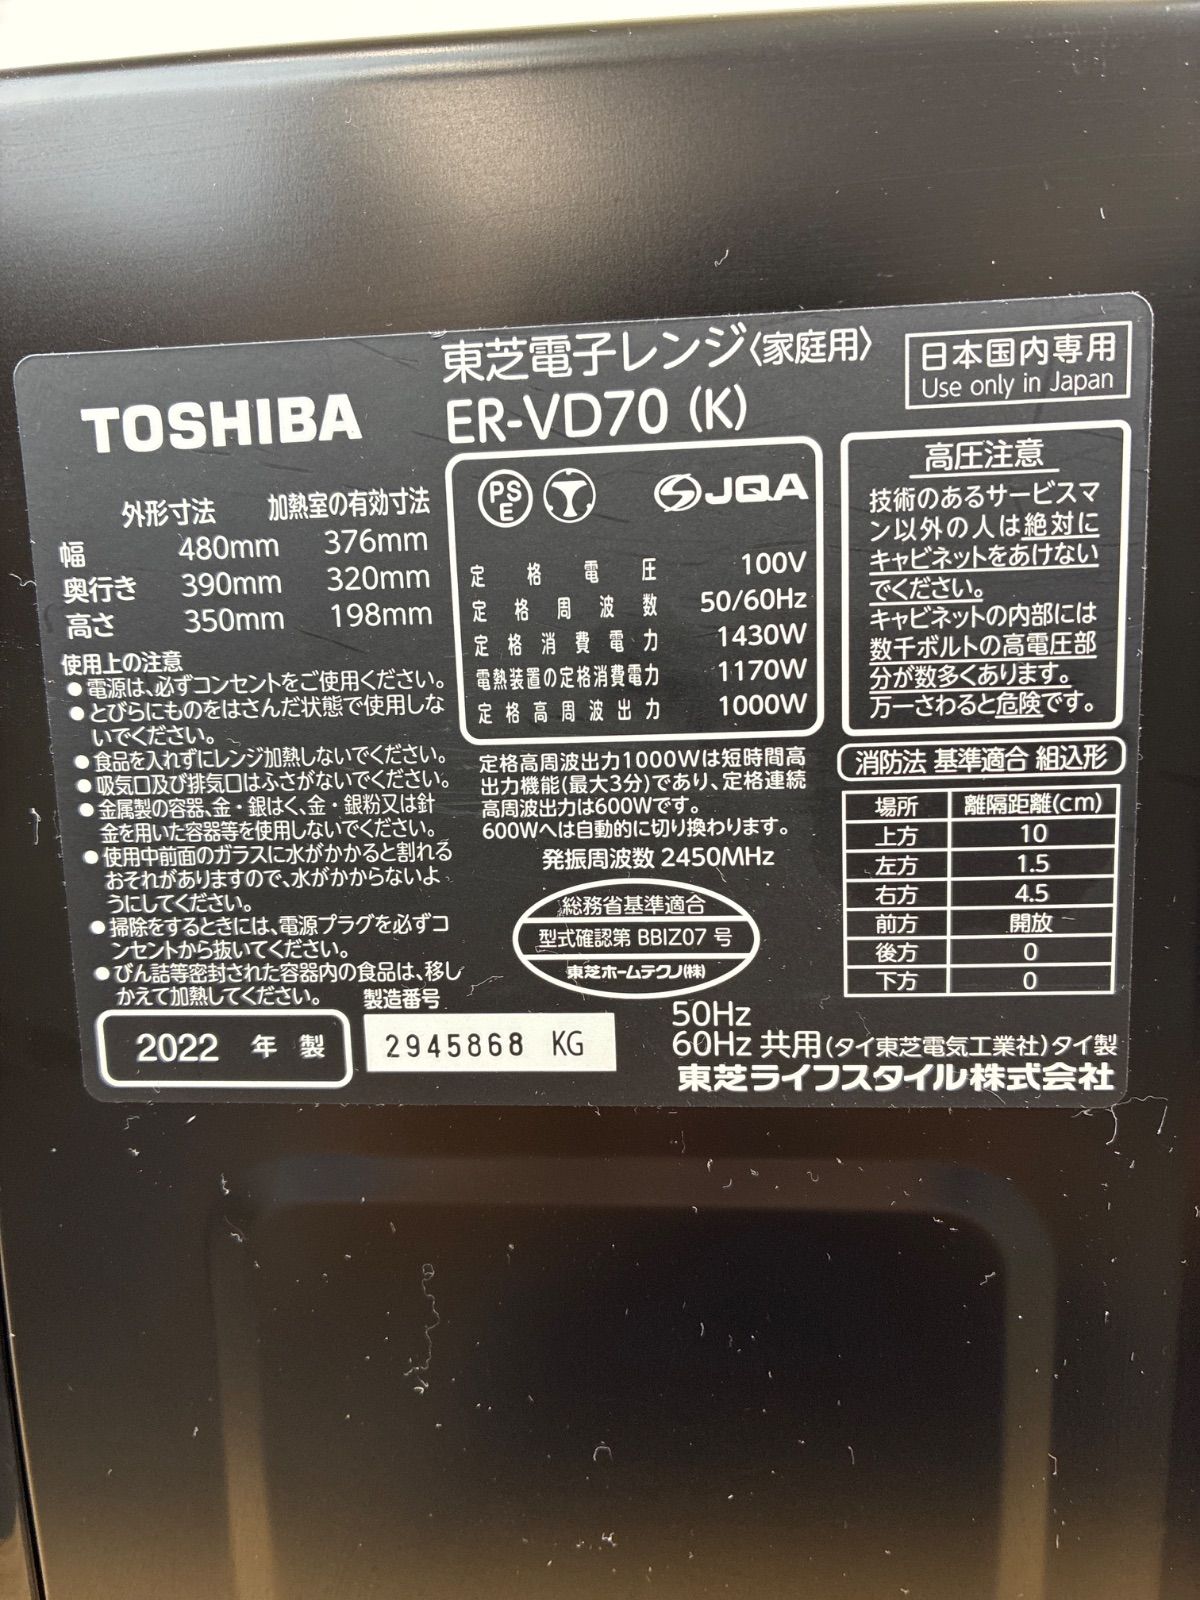 東芝電子レンジ〈家庭用〉
ER-VD70 (K)
日本国内専用
Use only in Japan
TOSHIBA
外形寸法 加熱室の有効寸法
幅 480mm 376mm
奥行き 390mm 320mm
高さ 350mm 198mm
使用上の注意
●電源は、必ずコンセントをご使用ください。
●とびらにものをはさんだ状態で使用しな
いでください。
●食品を入れずにレンジ加熱しないでください。
●吸気口及び排気口はふさがないでください。
●金属製の容器、金・銀はく、金・銀粉又は針
金を用いた容器等を使用しないでください。
●使用中前面のガラスに水がかかると割れる
おそれがありますので、水がかからないよ
うにしてください。
●掃除をするときには、電源プラグを必ずコ
ンセントから抜いてください。
●びん詰等密封された容器内の食品は、移し
かえて加熱してください。
PS
E
JQA
定格電圧 100V
定格周波数 50/60Hz
定格消費電力 1430W
電熱装置の定格消費電力 1170W
定格高周波出力 1000W
定格高周波出力1000Wは短時間高
出力機能(最大3分)であり、定格連続
高周波出力は600Wです。
600Wへは自動的に切り換わります。
発振周波数 2450MHz
総務省基準適合
型式確認第 BBIZ07 号
東芝ホームテクノ(株)
高圧注意
技術のあるサービスマ
ン以外の人は絶対に
キャビネットをあけない
でください。
キャビネットの内部には
数千ボルトの高電圧部
分が数多くあります。
万一さわると危険です。
消防法 基準適合 組込形
場所 離隔距離(cm)
上方 10
左方 1.5
右方 4.5
前方 開放
後方 0
下方 0
2022 年 製
製造番号
2945868 KG
50Hz
60Hz 共用(タイ東芝電気工業社)タイ製
東芝ライフスタイル株式会社